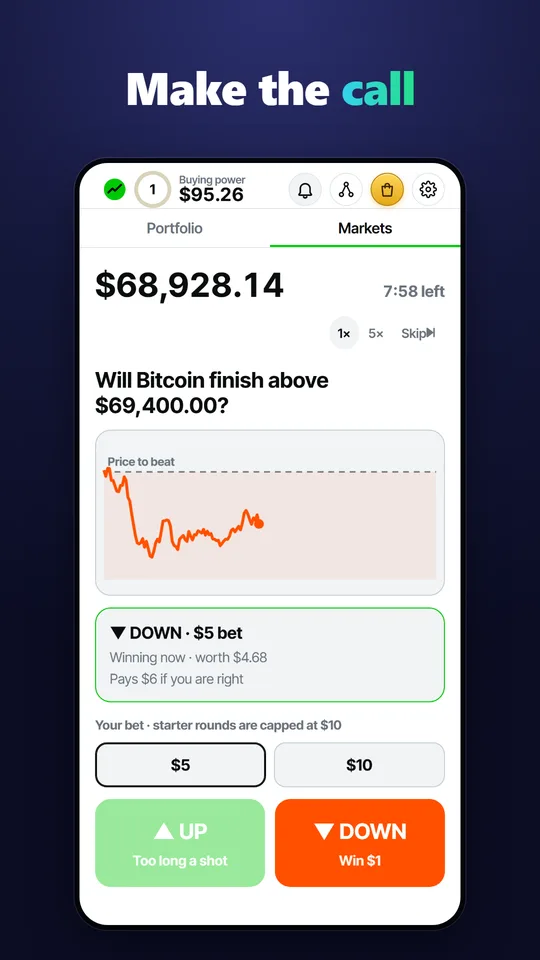 Make the call
1
Buying power
$95.26
Portfolio
Markets
$68,928.14
7:58 left
1×
5×
Skip
Will Bitcoin finish above
$69,400.00?
Price to beat
▼ DOWN · $5 bet
Winning now · worth $4.68
Pays $6 if you are right
Your bet · starter rounds are capped at $10
$5
$10
▲ UP
Too long a shot
▼ DOWN
Win $1